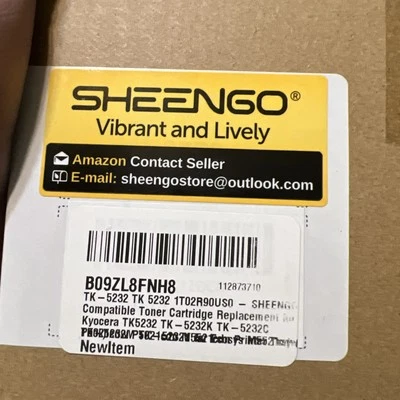 SHEENGO®
Vibrant and Lively
Amazon Contact Seller
E-mail: sheengostore@outlook.com
B09ZL8FNH8 112873710
TK-5232 TK 5232 1T02R90US0 - SHEENGO
Compatible Toner Cartridge Replacement
Kyocera TK5232 TK-5232K TK-5232C
NewItem